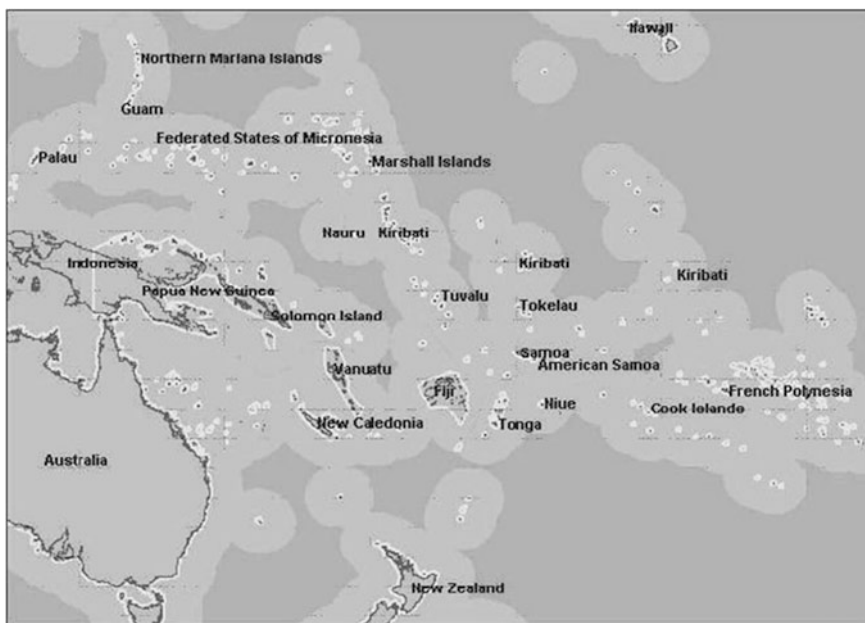 Hawaii
Northern Mariana Islands
Guam
Federated States of Micronesia
Palau
Marshall Islands
Nauru
Kiribati
Indonesia
Kiribati
Kiribati
Papua New Guinea
Tuvalu
Tokelau
Solomon Island
Samoa
American Samoa
Vanuatu
Fiji
French Polynesia
Niue
Cook Islands
New Caledonia
Tonga
Australia
New Zealand